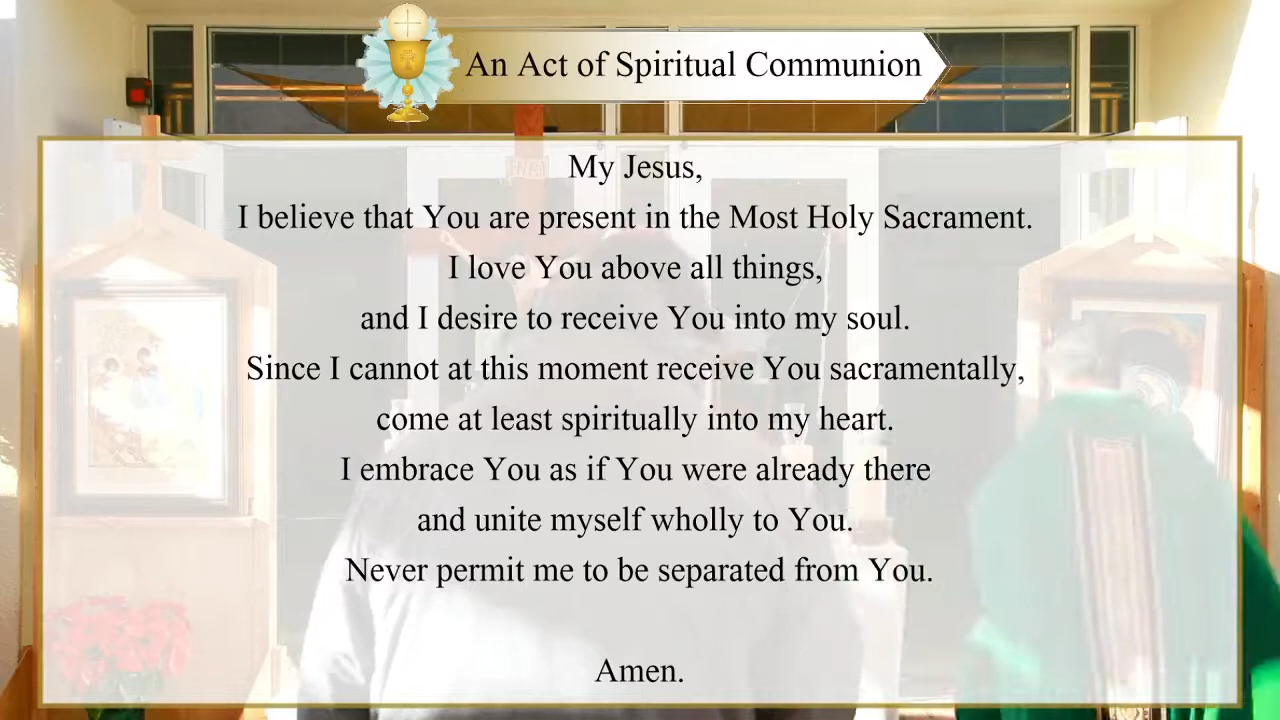 An Act of Spiritual Communion
My Jesus,
I believe that You are present in the Most Holy Sacrament.
I love You above all things,
and I desire to receive You into my soul.
Since I cannot at this moment receive You sacramentally,
come at least spiritually into my heart.
I embrace You as if You were already there
and unite myself wholly to You.
Never permit me to be separated from You.
Amen.